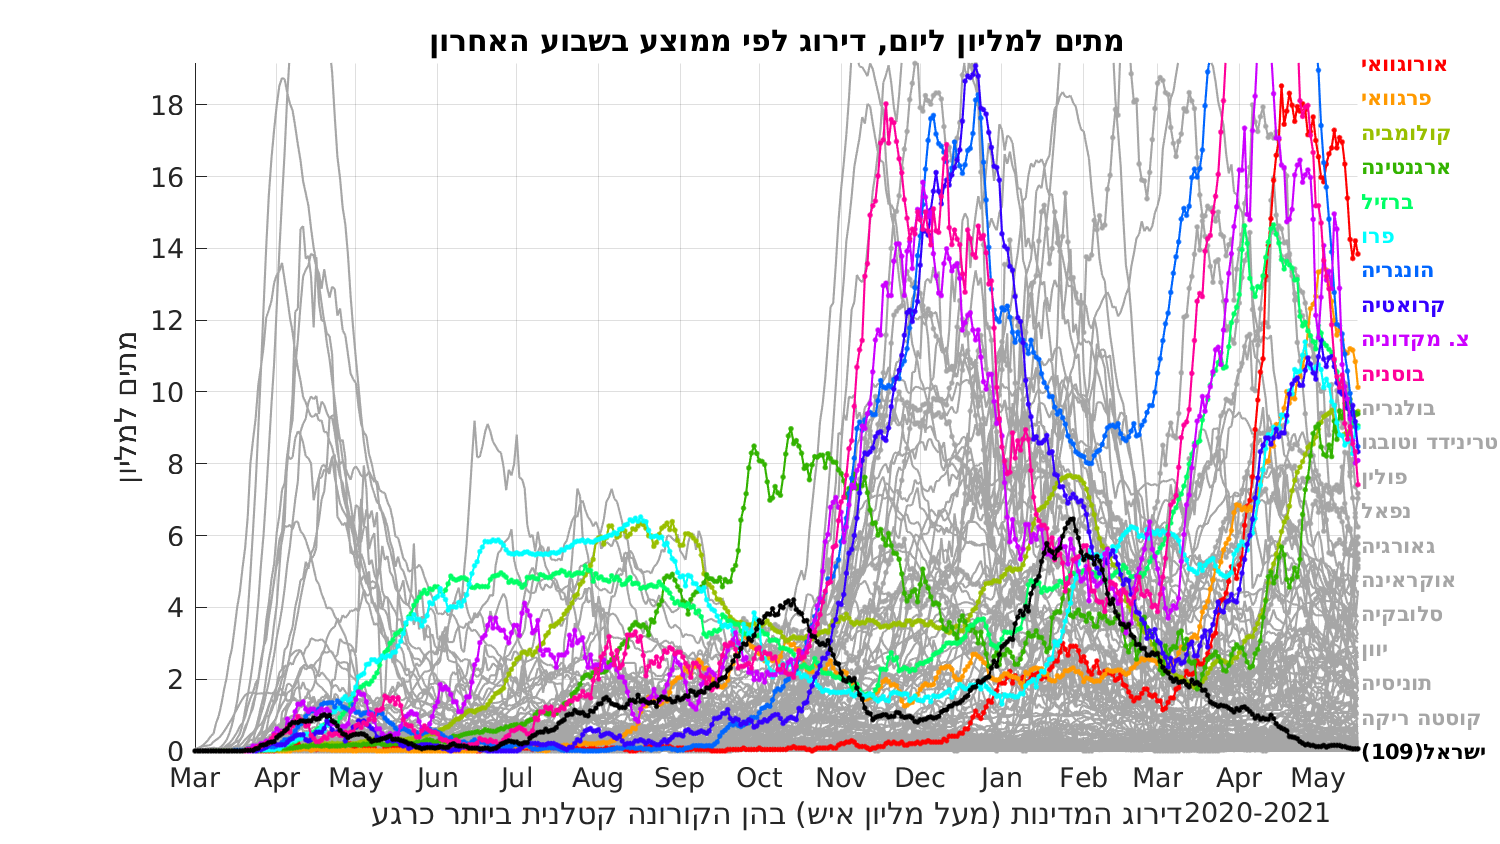 מתים למליון ליום, דירוג לפי ממוצע בשבוע האחרון
מתים למליון
18
16
14
12
10
8
6
4
2
0
Mar Apr May Jun Jul Aug Sep Oct Nov Dec Jan Feb Mar Apr May
דירוג המדינות (מעל מליון איש) בהן הקורונה קטלנית ביותר כרגע2020-2021
אורוגוואי
פרגוואי
קולומביה
ארגנטינה
ברזיל
פרו
הונגריה
קרואטיה
צ. מקדוניה
בוסניה
בולגריה
טרינידד וטובגו
פולין
נפאל
גאורגיה
אוקראינה
סלובקיה
יוון
תוניסיה
קוסטה ריקה
ישראל(109)